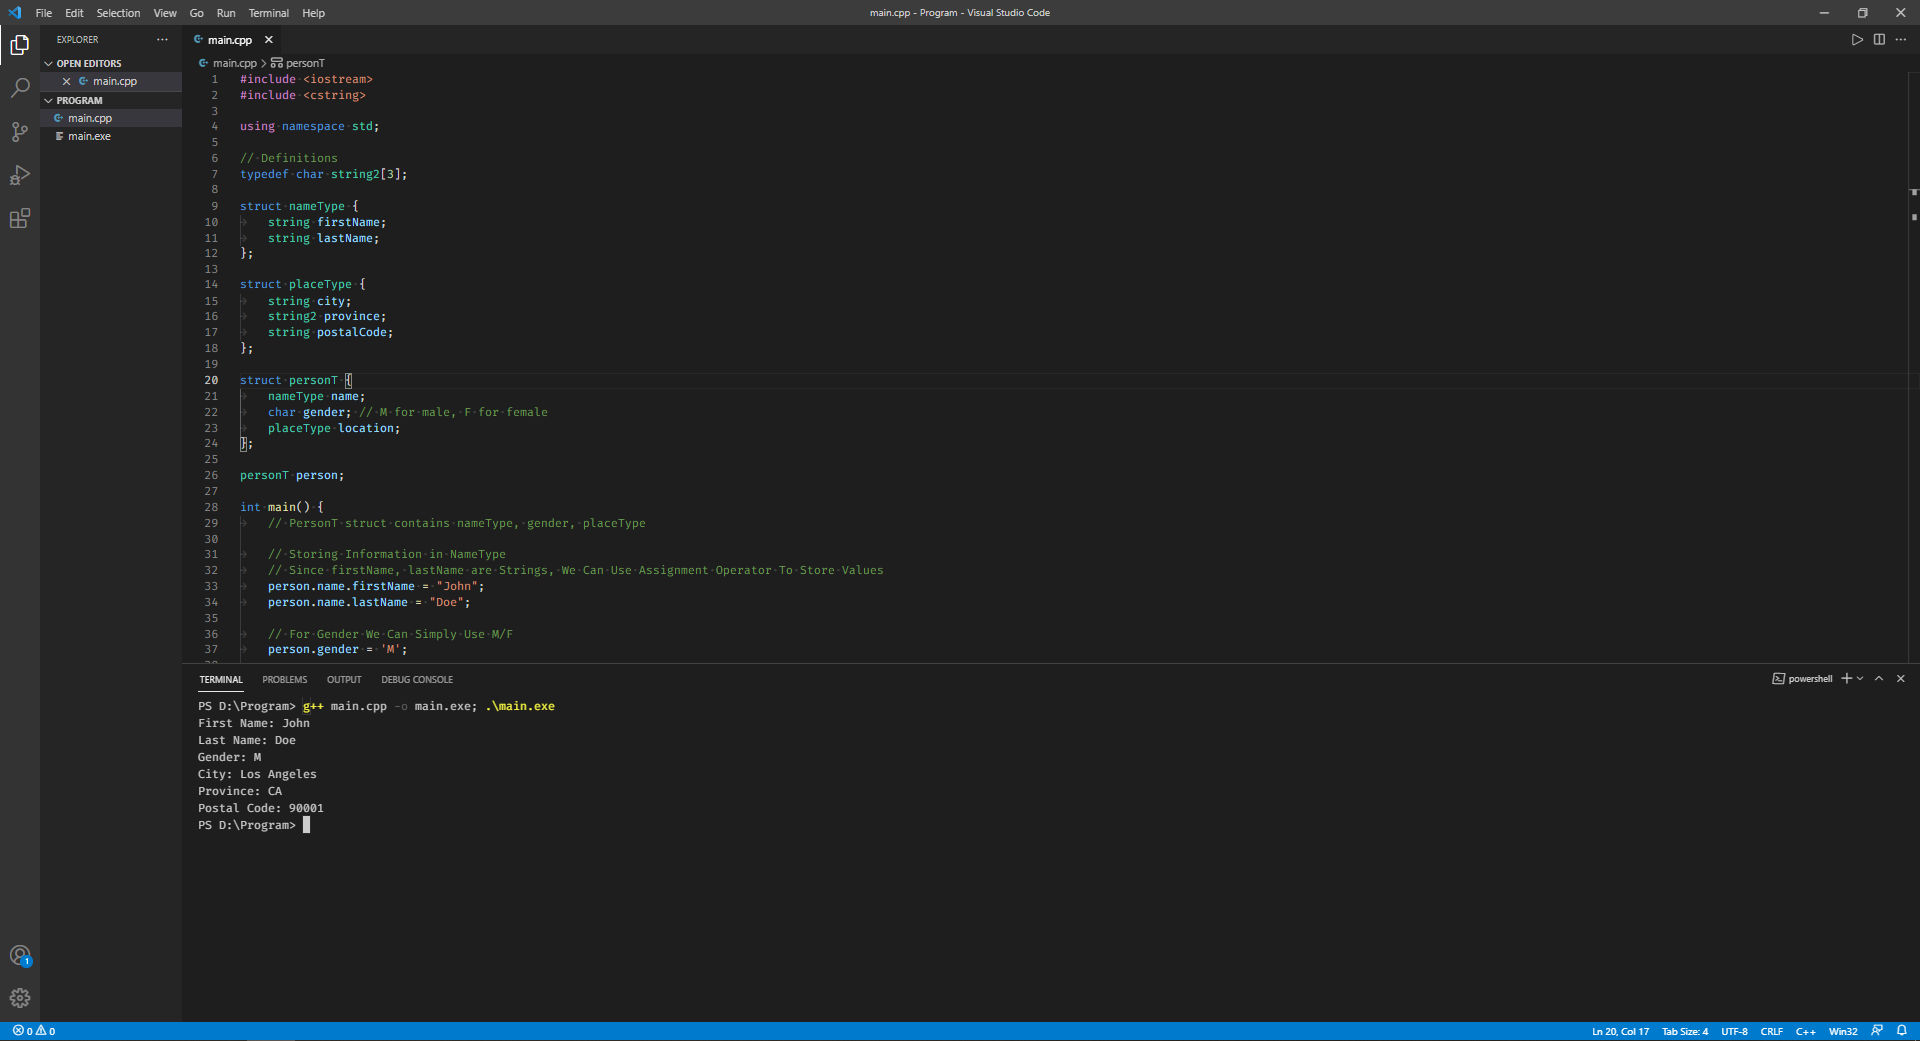 File Edit Selection View Go Run Terminal Help
main.cpp - Program - Visual Studio Code
EXPLORER
OPEN EDITORS
main.cpp
PROGRAM
main.cpp
main.exe
main.cpp
main.cpp > personT
1 #include <iostream>
2 #include <cstring>
3
4 using namespace std;
5
6 // Definitions
7 typedef char string2[3];
8
9 struct nameType {
10 string firstName;
11 string lastName;
12 };
13
14 struct placeType {
15 string city;
16 string2 province;
17 string postalCode;
18 };
19
20 struct personT {
21 nameType name;
22 char gender; // M for male, F for female
23 placeType location;
24 };
25
26 personT person;
27
28 int main() {
29 // PersonT struct contains nameType, gender, placeType
30
31 // Storing Information in NameType
32 // Since firstName, lastName are Strings, We Can Use Assignment Operator To Store Values
33 person.name.firstName = "John";
34 person.name.lastName = "Doe";
35
36 // For Gender We Can Simply Use M/F
37 person.gender = 'M';
TERMINAL PROBLEMS OUTPUT DEBUG CONSOLE
powershell
PS D:\Program> g++ main.cpp -o main.exe; .\main.exe
First Name: John
Last Name: Doe
Gender: M
City: Los Angeles
Province: CA
Postal Code: 90001
PS D:\Program>
1
0 0
Ln 20, Col 17 Tab Size: 4 UTF-8 CRLF C++ Win32